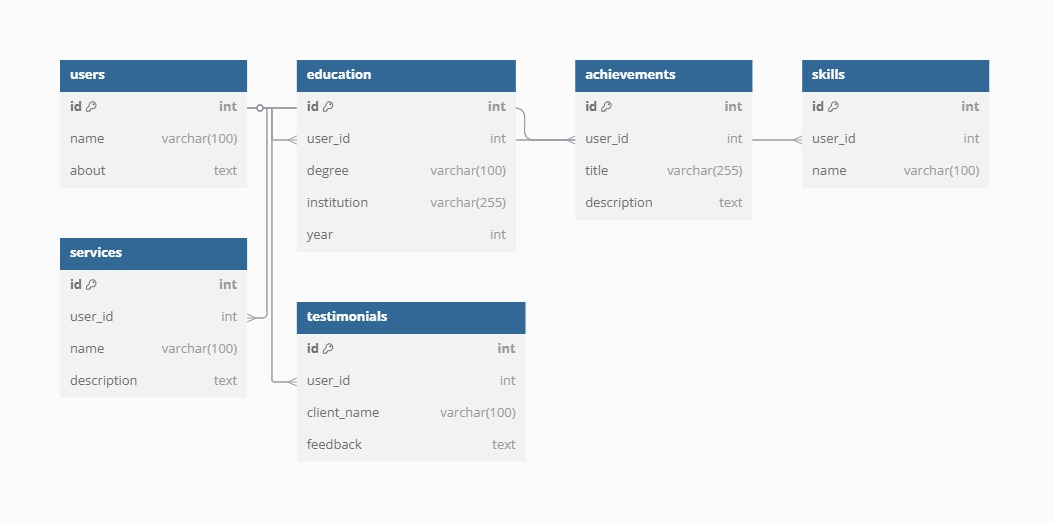 users
id int
name varchar(100)
about text
education
id int
user_id int
degree varchar(100)
institution varchar(255)
year int
achievements
id int
user_id int
title varchar(255)
description text
skills
id int
user_id int
name varchar(100)
services
id int
user_id int
name varchar(100)
description text
testimonials
id int
user_id int
client_name varchar(100)
feedback text